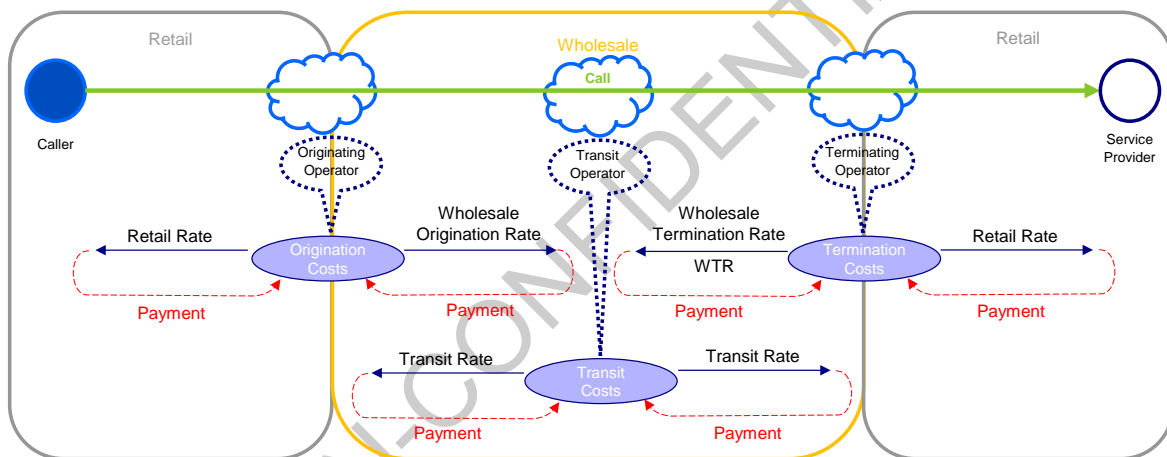 Retail
Wholesale
Retail
Call
Caller
Service
Provider
Originating
Operator
Transit
Operator
Terminating
Operator
Retail Rate
Wholesale
Origination Rate
Wholesale
Termination Rate
WTR
Retail Rate
Origination
Costs
Termination
Costs
Payment
Payment
Payment
Payment
Transit Rate
Transit Rate
Transit
Costs
Payment
Payment
N-CONFIDENTI